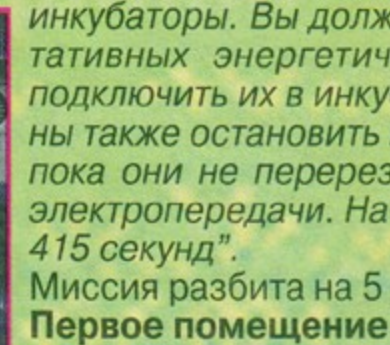 инкубаторы. Вы долж
тативных энергетич
подключить их в инку
ны также остановить
пока они не перерез
электропередачи. На
415 секунд".
Миссия разбита на 5
Первое помещение